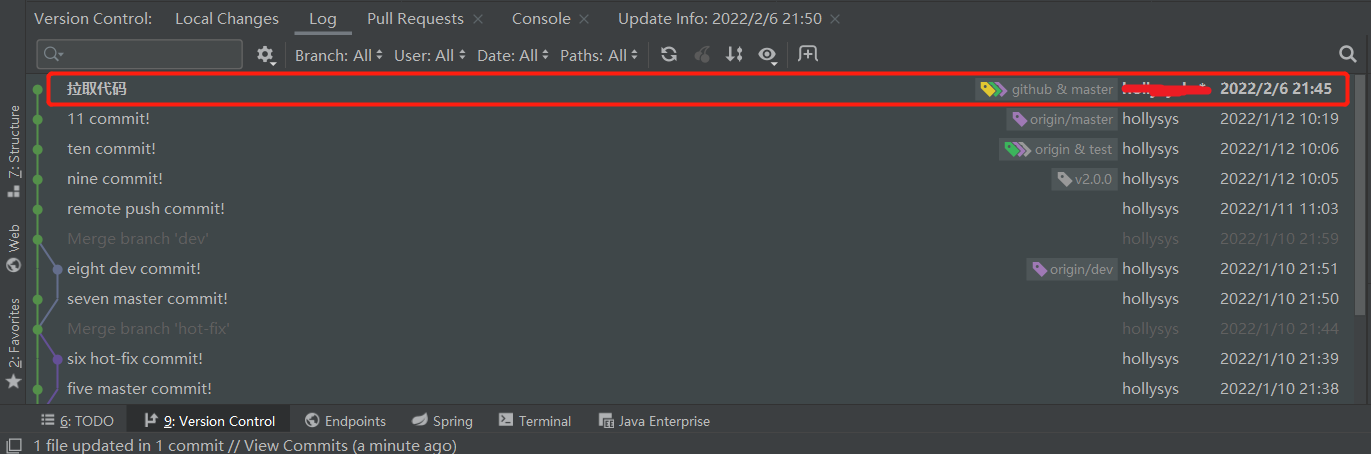 Version Control: Local Changes Log Pull Requests Console Update Info: 2022/2/6 21:50
Branch: All User: All Date: All Paths: All
拉取代码 github & master 2022/2/6 21:45
11 commit! origin/master hollysys 2022/1/12 10:19
ten commit! origin & test hollysys 2022/1/12 10:06
nine commit! v2.0.0 hollysys 2022/1/12 10:05
remote push commit! hollysys 2022/1/11 11:03
Merge branch 'dev' hollysys 2022/1/10 21:59
eight dev commit! origin/dev hollysys 2022/1/10 21:51
seven master commit! hollysys 2022/1/10 21:50
Merge branch 'hot-fix' hollysys 2022/1/10 21:44
six hot-fix commit! hollysys 2022/1/10 21:39
five master commit! hollysys 2022/1/10 21:38
7: Structure
Web
2: Favorites
6: TODO 9: Version Control Endpoints Spring Terminal Java Enterprise
1 file updated in 1 commit // View Commits (a minute ago)